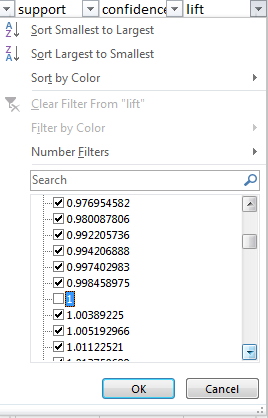 support confidence lift
Sort Smallest to Largest
Sort Largest to Smallest
Sort by Color
Clear Filter From "lift"
Filter by Color
Number Filters
Search
0.976954582
0.980087806
0.992205736
0.994206888
0.997402983
0.998458975
1
1.00389225
1.005192966
1.01122521
OK Cancel